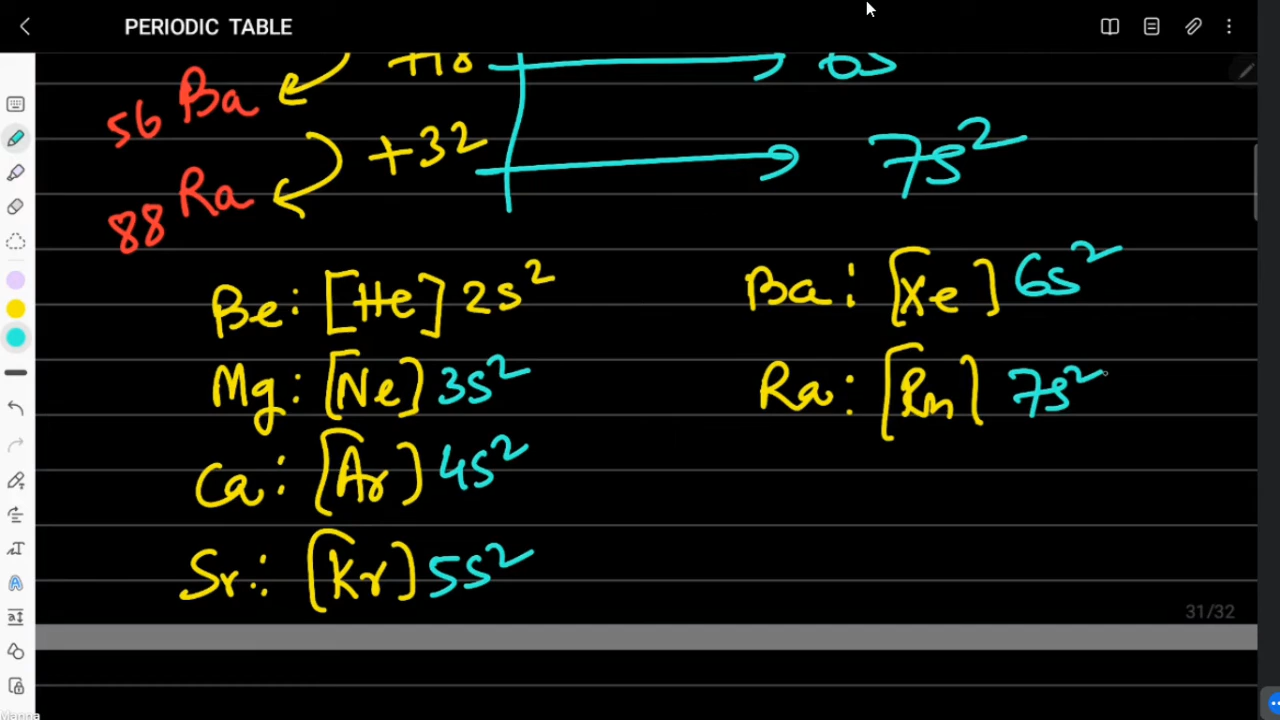 PERIODIC TABLE
+18 6s
56 Ba
+32 7s²
88 Ra
Be: [He] 2s²
Mg: [Ne] 3s²
Ca: [Ar] 4s²
Sr: [Kr] 5s²
Ba: [Xe] 6s²
Ra: [Rn] 7s²
31/32